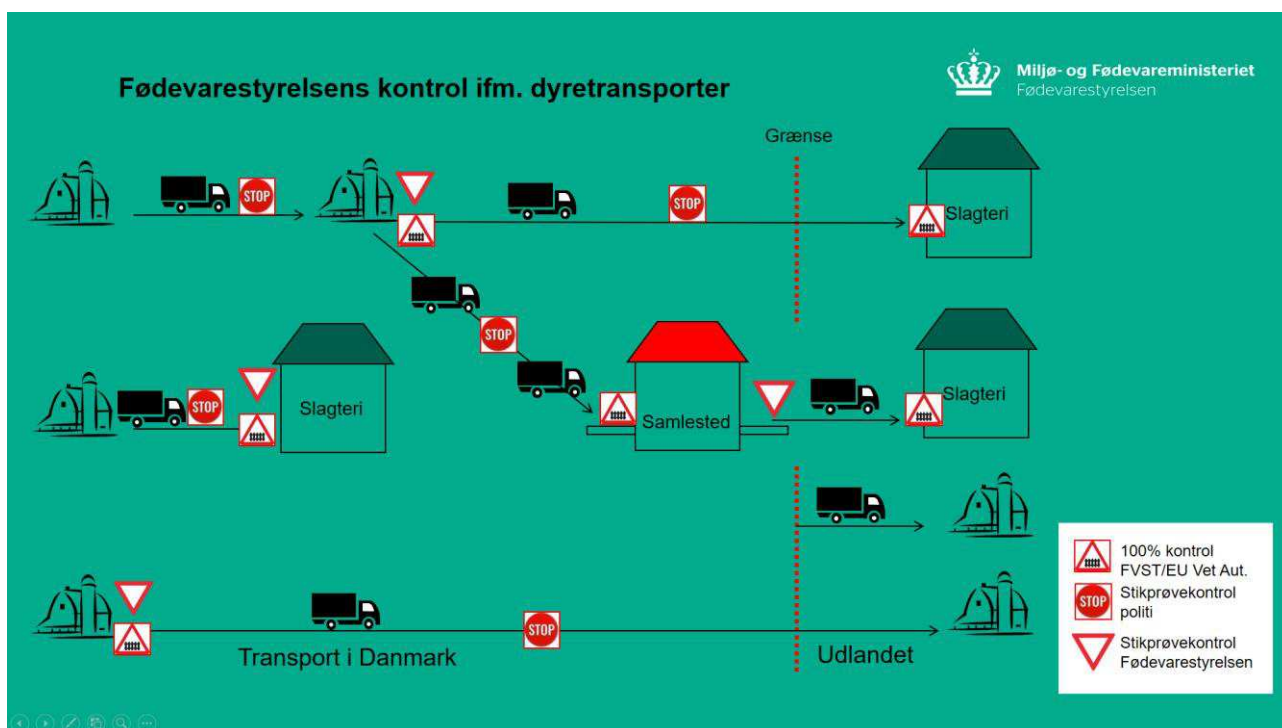 Fødevarestyrelsens kontrol ifm. dyretransporter
Miljø- og Fødevareministeriet
Fødevarestyrelsen
Grænse
STOP
STOP
Slagteri
STOP
STOP
Slagteri
Samlested
Slagteri
STOP
Transport i Danmark
Udlandet
100% kontrol
FVST/EU Vet Aut.
STOP
Stikprøvekontrol
politi
Stikprøvekontrol
Fødevarestyrelsen